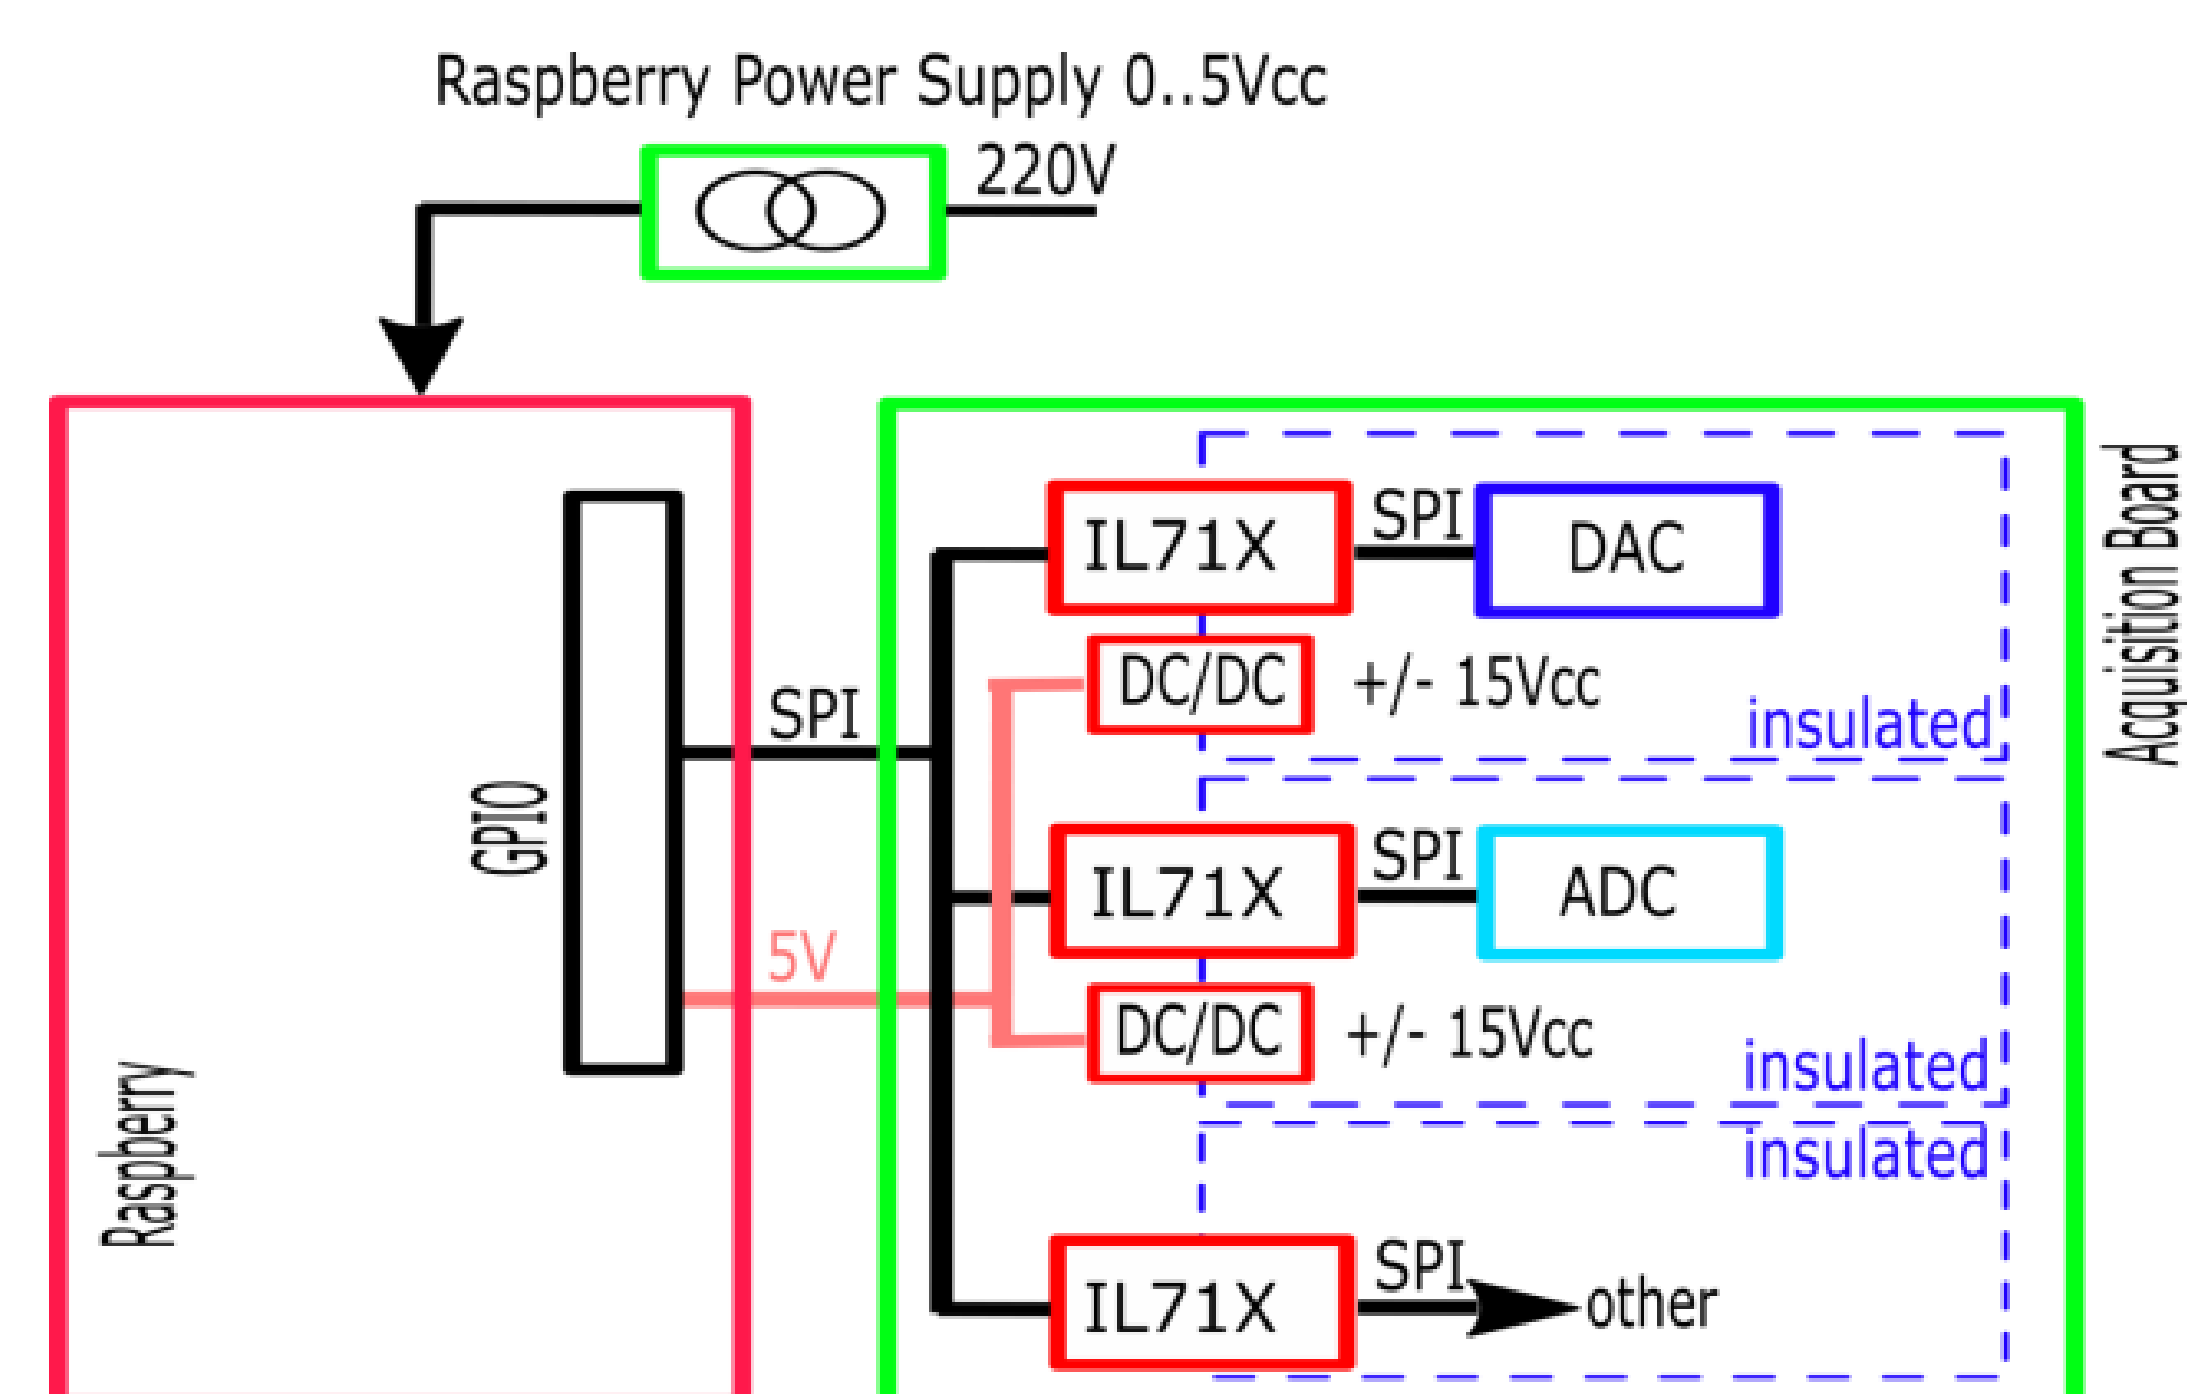 Raspberry Power Supply 0..5Vcc
220V
Raspberry
GPIO
SPI
5V
Acquisition Board
IL71X
SPI
DAC
DC/DC
+/- 15Vcc
insulated
IL71X
SPI
ADC
DC/DC
+/- 15Vcc
insulated
insulated
IL71X
SPI
other